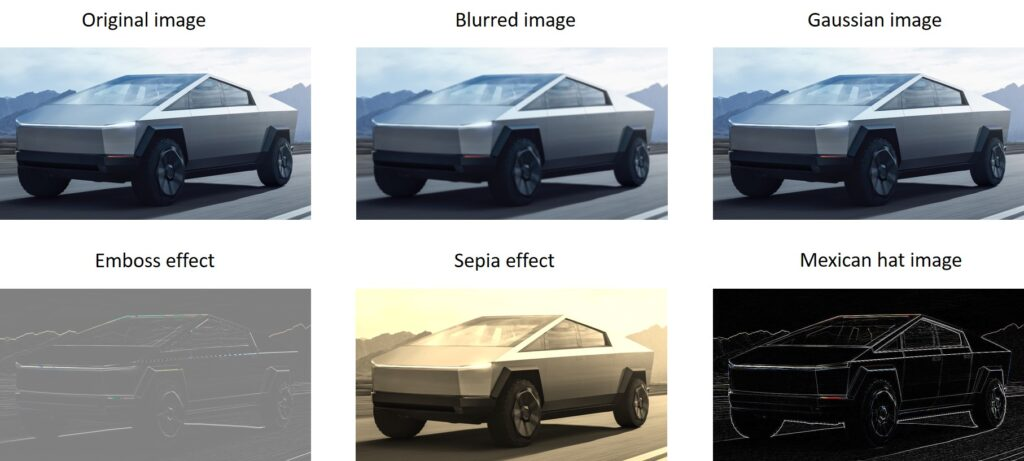 Original image
Blurred image
Gaussian image
Emboss effect
Sepia effect
Mexican hat image